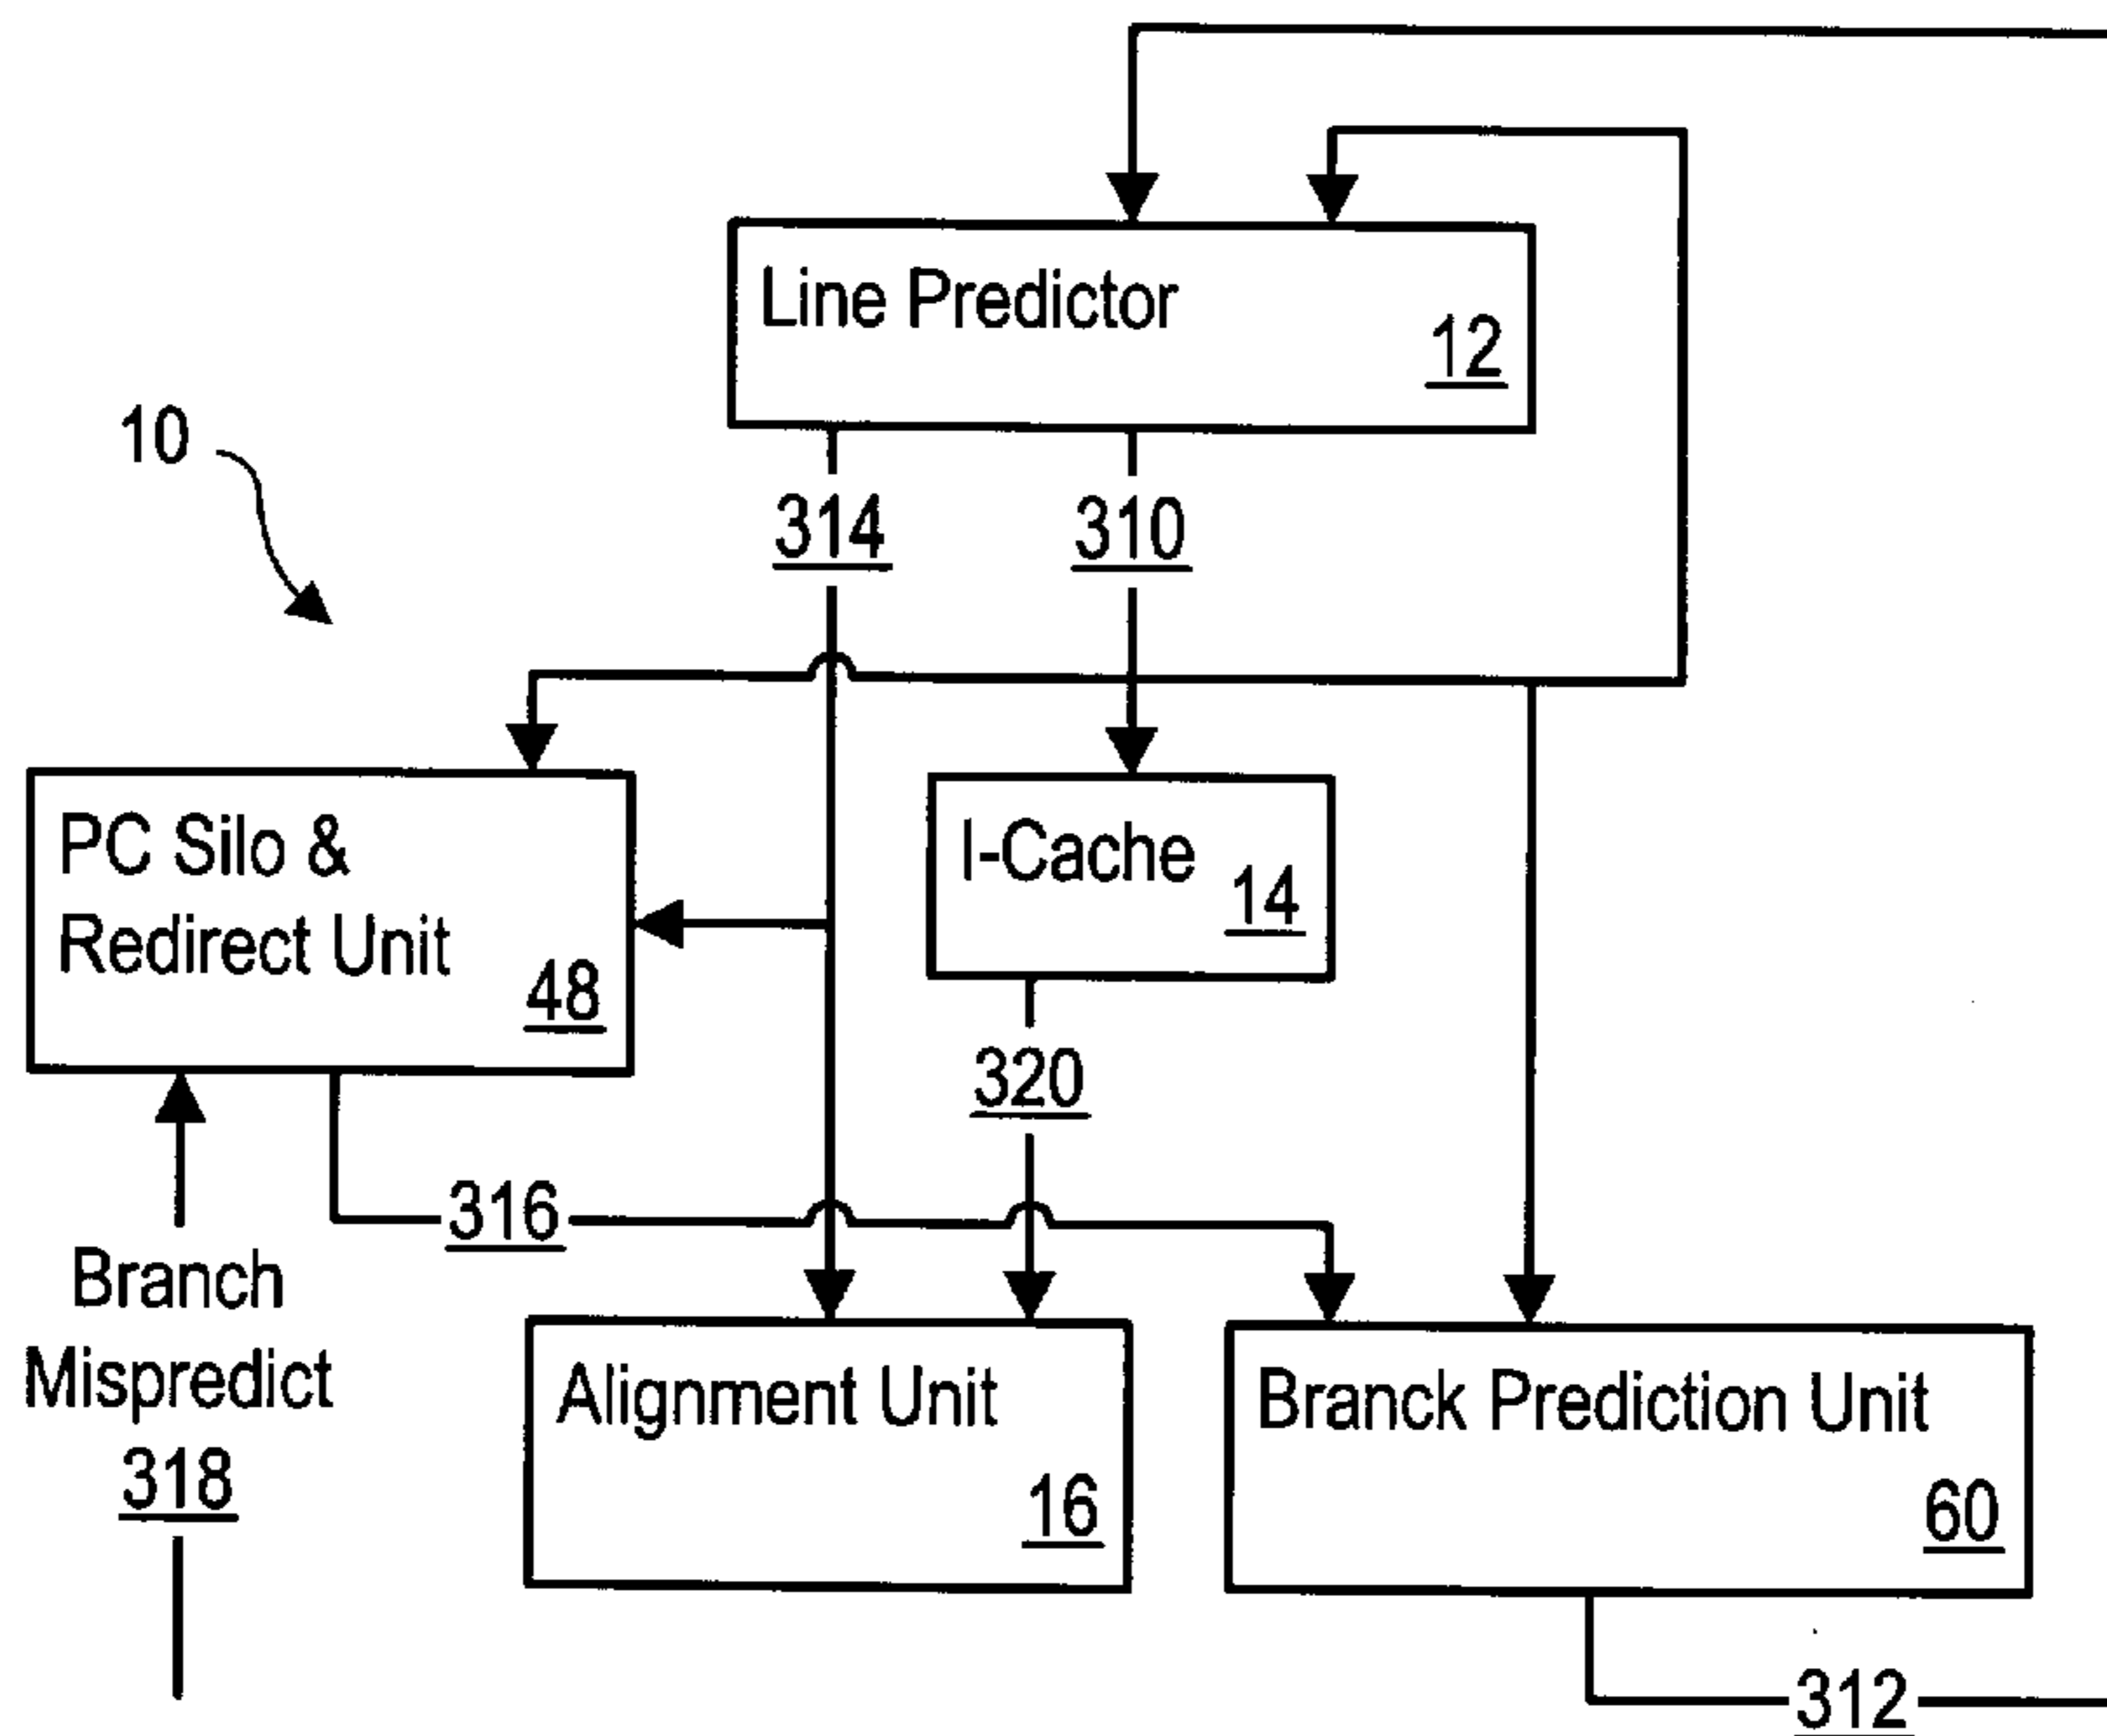 Line Predictor
12
10
314
310
PC Silo &
Redirect Unit
48
I-Cache
14
320
316
Branch
Mispredict
318
Alignment Unit
16
Branck Prediction Unit
60
312